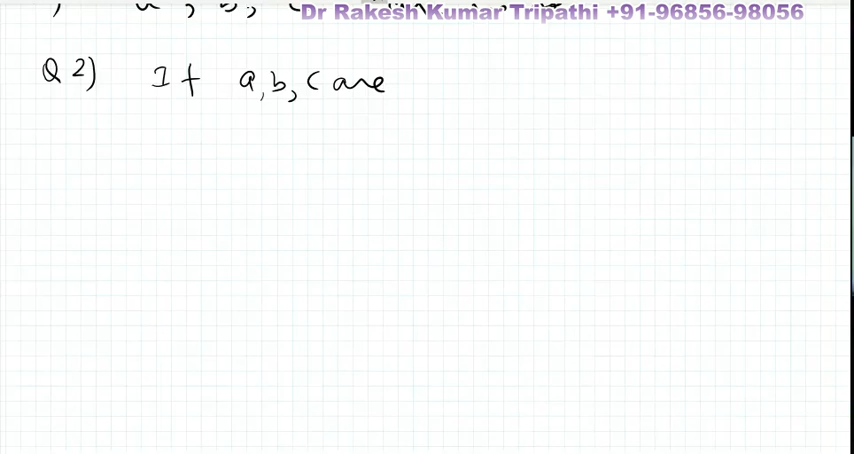 Dr Rakesh Kumar Tripathi +91-96856-98056
Q 2) If a, b, c are